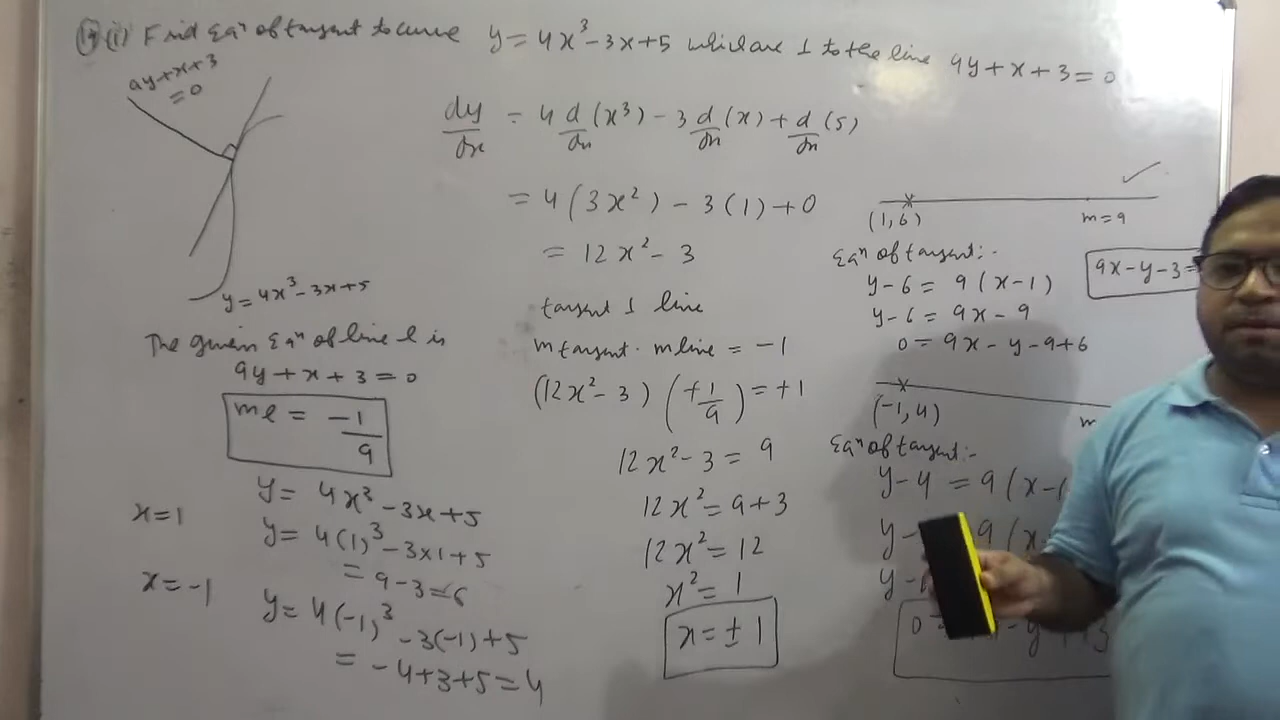 19 (i) Find Eqⁿ of tangent to curve y = 4x³ - 3x + 5 which are ⊥ to the line 9y + x + 3 = 0
9y + x + 3
= 0
y = 4x³ - 3x + 5
The given Eqⁿ of line l is
9y + x + 3 = 0
ml = -1/9
y = 4x³ - 3x + 5
x = 1
y = 4(1)³ - 3x1 + 5
= 9 - 3 = 6
x = -1
y = 4(-1)³ - 3(-1) + 5
= -4 + 3 + 5 = 4
dy/dx = 4 d/dx (x³) - 3 d/dx (x) + d/dx (5)
= 4(3x²) - 3(1) + 0
= 12x² - 3
tangent ⊥ line
m tangent . m line = -1
(12x² - 3) (+1/9) = +1
12x² - 3 = 9
12x² = 9 + 3
12x² = 12
x² = 1
x = ± 1
(1, 6) m = 9
Eqⁿ of tangent :-
y - 6 = 9(x - 1)
y - 6 = 9x - 9
0 = 9x - y - 9 + 6
9x - y - 3 =
(-1, 4) m
Eqⁿ of tangent :-
y - 4 = 9(x - (
y - 9(x
y -
0 = - y + 13